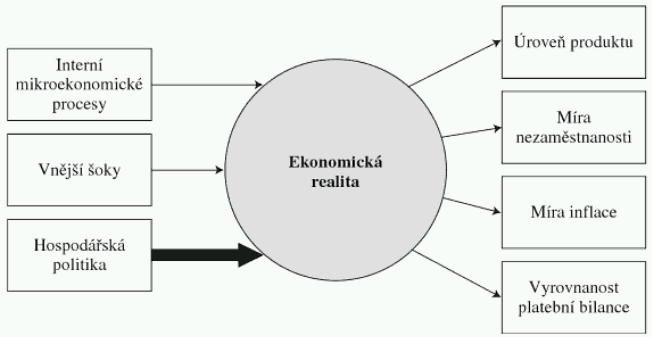 Interní
mikroekonomické
procesy
Vnější šoky
Hospodářská
politika
Ekonomická
realita
Úroveň produktu
Míra
nezaměstnanosti
Míra inflace
Vyrovnanost
platební bilance